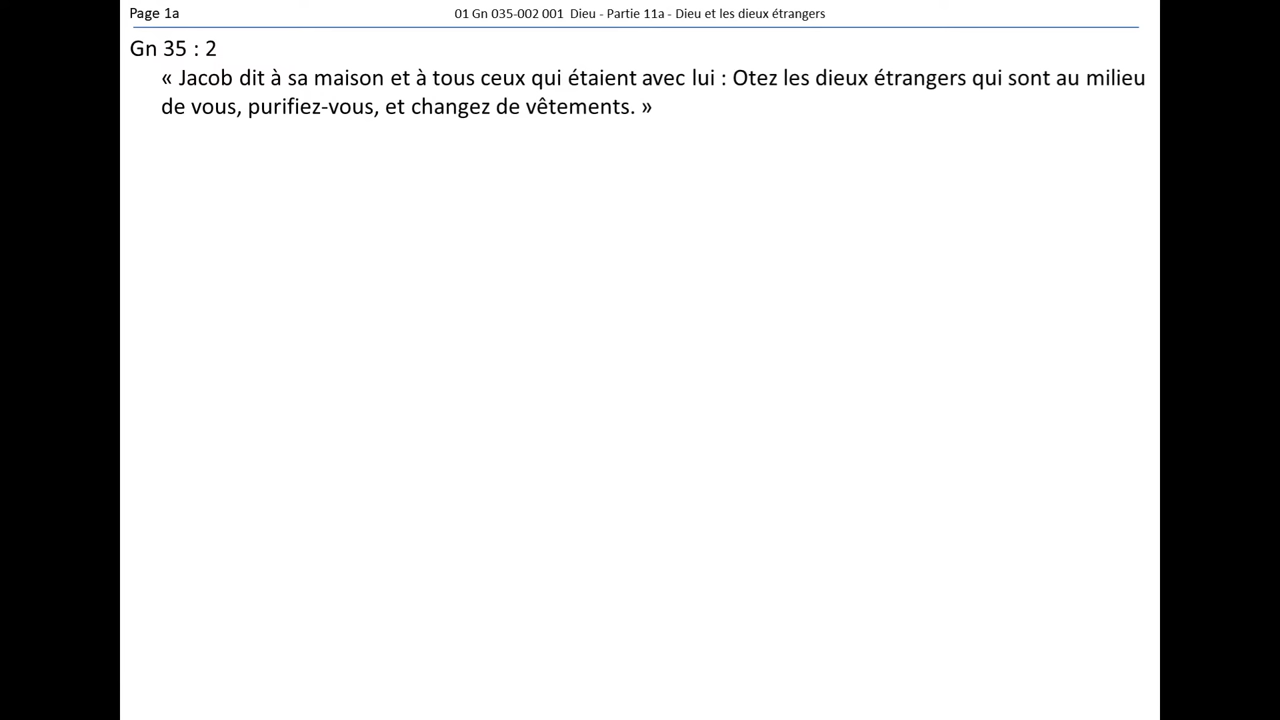 Page 1a
01 Gn 035-002 001 Dieu - Partie 11a - Dieu et les dieux étrangers
Gn 35 : 2
« Jacob dit à sa maison et à tous ceux qui étaient avec lui : Otez les dieux étrangers qui sont au milieu
de vous, purifiez-vous, et changez de vêtements. »